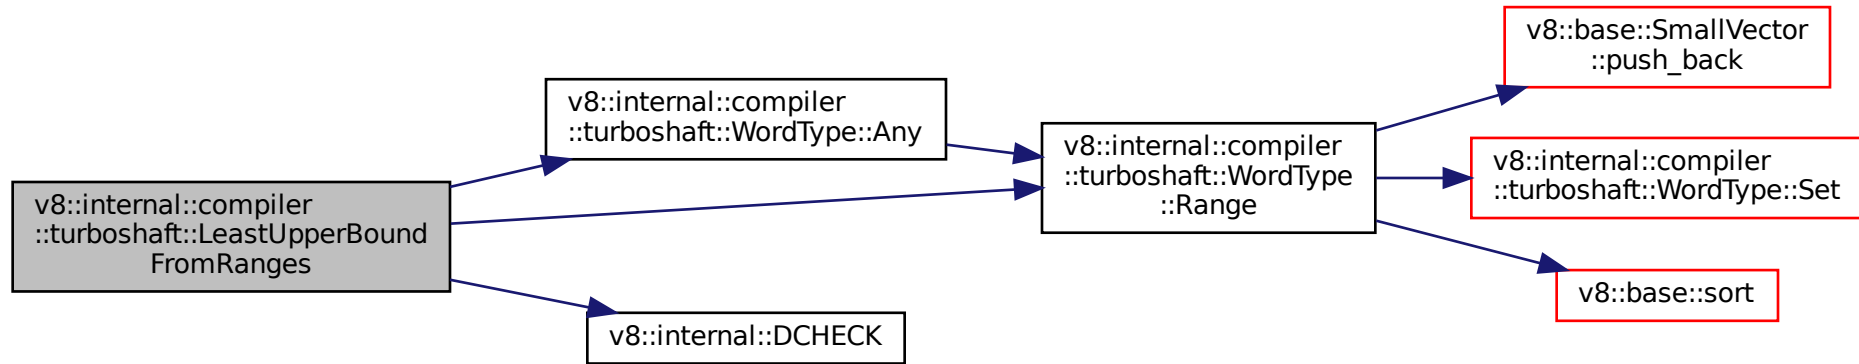 v8::internal::compiler
::turboshaft::LeastUpperBound
FromRanges
v8::internal::compiler
::turboshaft::WordType::Any
v8::internal::DCHECK
v8::internal::compiler
::turboshaft::WordType
::Range
v8::base::SmallVector
::push_back
v8::internal::compiler
::turboshaft::WordType::Set
v8::base::sort